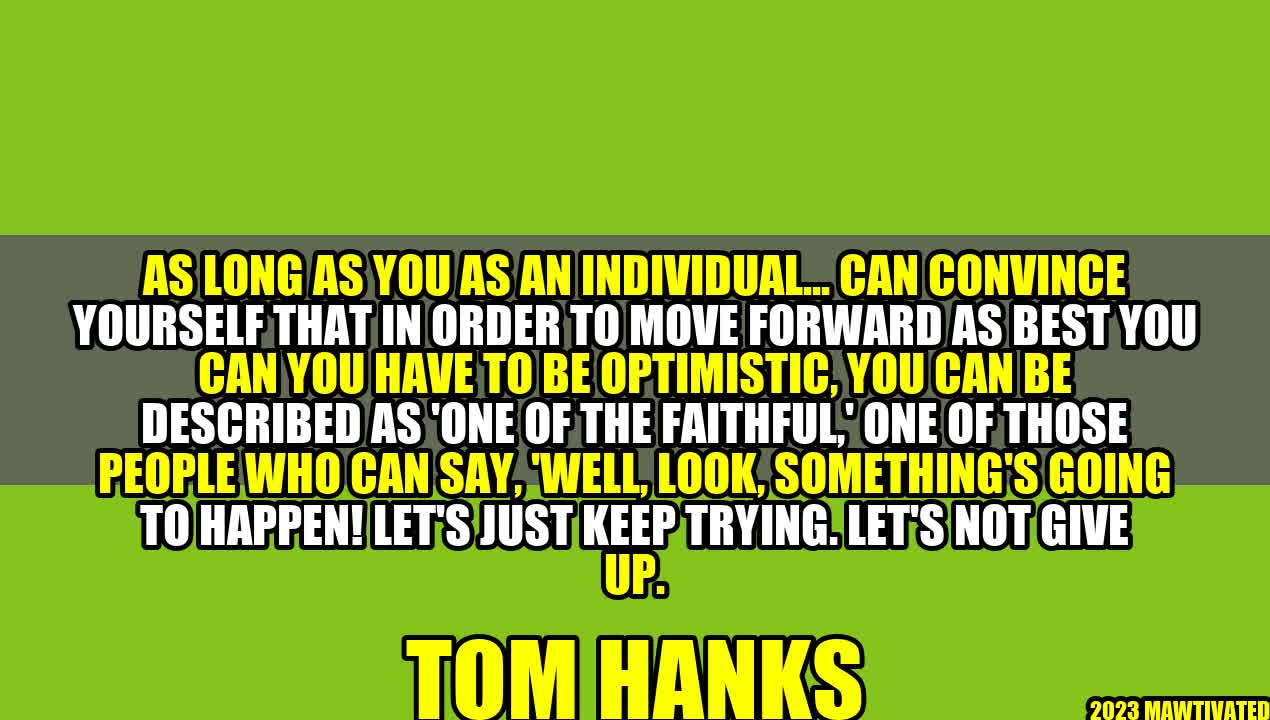 AS LONG AS YOU AS AN INDIVIDUAL... CAN CONVINCE
YOURSELF THAT IN ORDER TO MOVE FORWARD AS BEST YOU
CAN YOU HAVE TO BE OPTIMISTIC, YOU CAN BE
DESCRIBED AS 'ONE OF THE FAITHFUL,' ONE OF THOSE
PEOPLE WHO CAN SAY, 'WELL, LOOK, SOMETHING'S GOING
TO HAPPEN! LET'S JUST KEEP TRYING. LET'S NOT GIVE
UP.
TOM HANKS
2023 MAWTIVATED